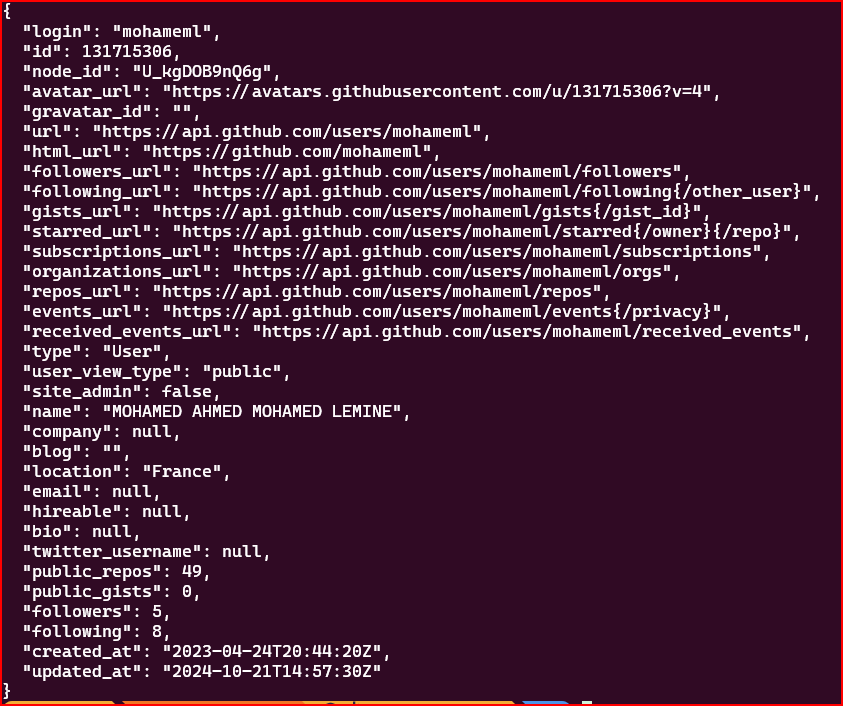 {
  "login": "mohameml",
  "id": 131715306,
  "node_id": "U_kgDOB9nQ6g",
  "avatar_url": "https://avatars.githubusercontent.com/u/131715306?v=4",
  "gravatar_id": "",
  "url": "https://api.github.com/users/mohameml",
  "html_url": "https://github.com/mohameml",
  "followers_url": "https://api.github.com/users/mohameml/followers",
  "following_url": "https://api.github.com/users/mohameml/following{/other_user}",
  "gists_url": "https://api.github.com/users/mohameml/gists{/gist_id}",
  "starred_url": "https://api.github.com/users/mohameml/starred{/owner}{/repo}",
  "subscriptions_url": "https://api.github.com/users/mohameml/subscriptions",
  "organizations_url": "https://api.github.com/users/mohameml/orgs",
  "repos_url": "https://api.github.com/users/mohameml/repos",
  "events_url": "https://api.github.com/users/mohameml/events{/privacy}",
  "received_events_url": "https://api.github.com/users/mohameml/received_events",
  "type": "User",
  "user_view_type": "public",
  "site_admin": false,
  "name": "MOHAMED AHMED MOHAMED LEMINE",
  "company": null,
  "blog": "",
  "location": "France",
  "email": null,
  "hireable": null,
  "bio": null,
  "twitter_username": null,
  "public_repos": 49,
  "public_gists": 0,
  "followers": 5,
  "following": 8,
  "created_at": "2023-04-24T20:44:20Z",
  "updated_at": "2024-10-21T14:57:30Z"
}